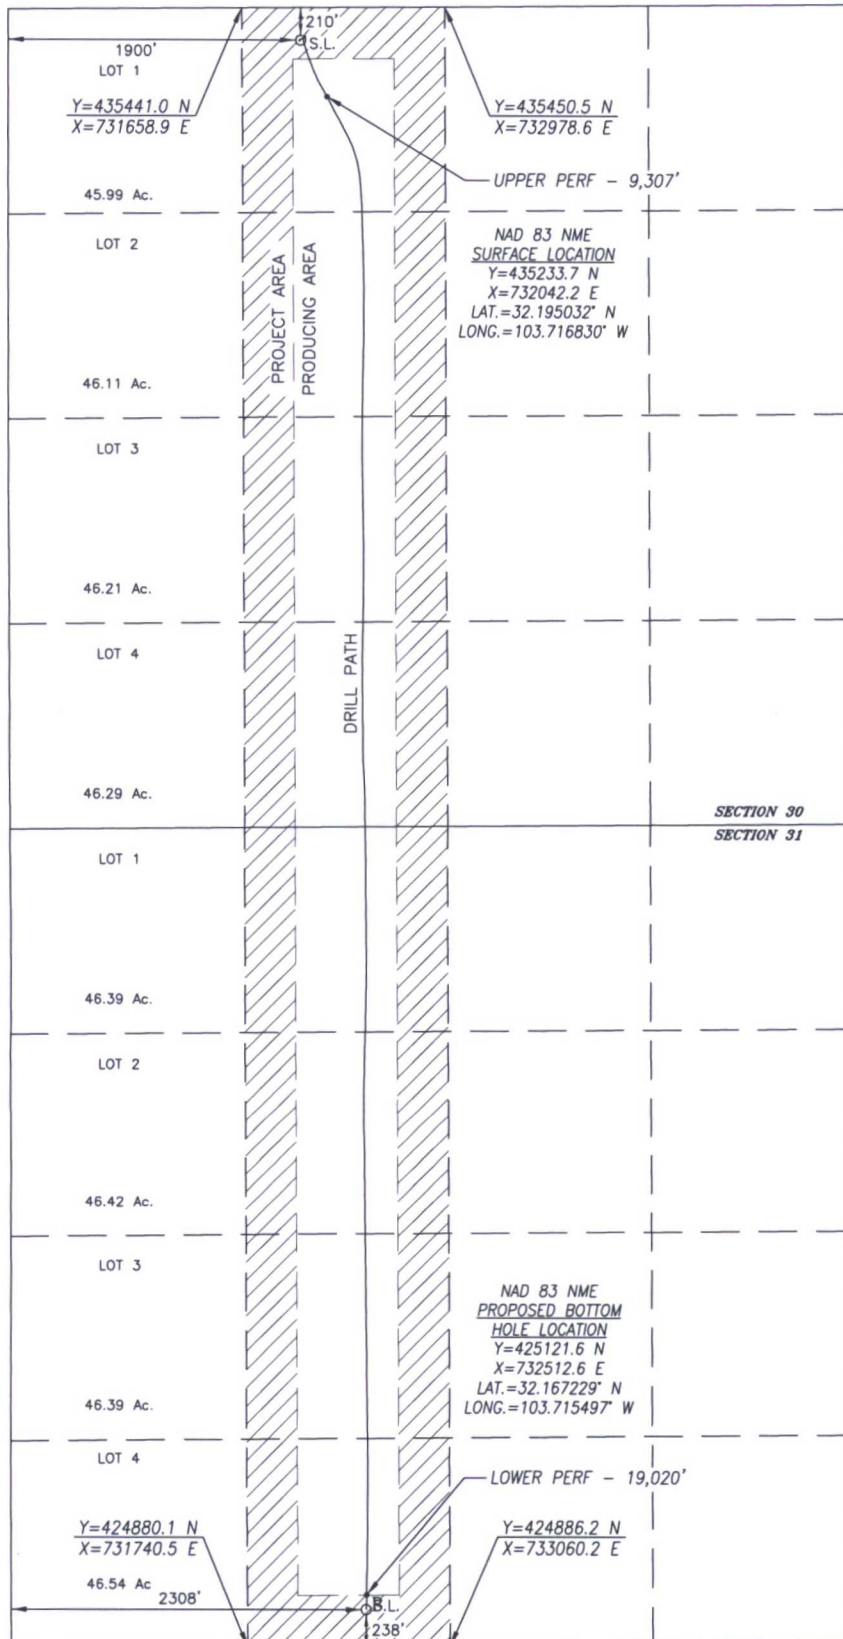 210'
1900'
S.L.
LOT 1
Y=435441.0 N
X=731658.9 E
Y=435450.5 N
X=732978.6 E
UPPER PERF - 9,307'
45.99 Ac.
LOT 2
NAD 83 NME
SURFACE LOCATION
Y=435233.7 N
X=732042.2 E
LAT.=32.195032° N
LONG.=103.716830° W
PROJECT AREA
PRODUCING AREA
46.11 Ac.
LOT 3
46.21 Ac.
LOT 4
DRILL PATH
46.29 Ac.
SECTION 30
SECTION 31
LOT 1
46.39 Ac.
LOT 2
46.42 Ac.
LOT 3
NAD 83 NME
PROPOSED BOTTOM
HOLE LOCATION
Y=425121.6 N
X=732512.6 E
LAT.=32.167229° N
LONG.=103.715497° W
46.39 Ac.
LOT 4
LOWER PERF - 19,020'
Y=424880.1 N
X=731740.5 E
Y=424886.2 N
X=733060.2 E
46.54 Ac
2308'
B.L.
238'